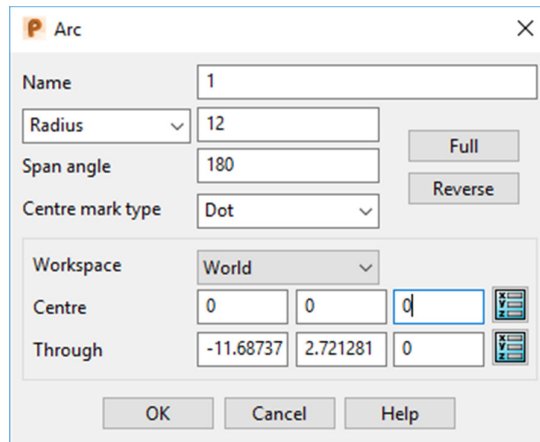 P Arc
Name 1
Radius 12
Full
Span angle 180
Reverse
Centre mark type Dot
Workspace World
Centre 0 0 0
Through -11.68737 2.721281 0
OK Cancel Help